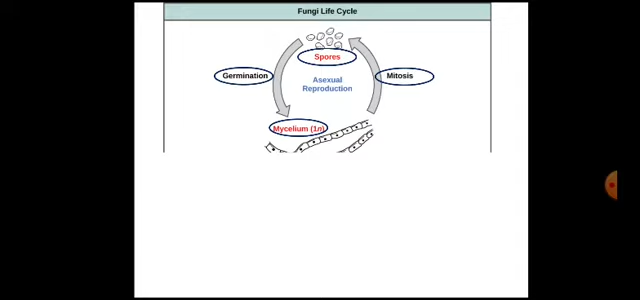 Fungi Life Cycle
Spores
Germination
Mitosis
Asexual
Reproduction
Mycelium (1n)